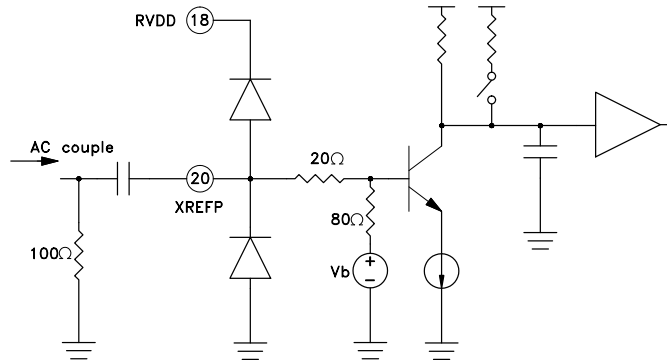 RVDD 18
AC couple
20
XREFP
20Ω
80Ω
100Ω
Vb
+
−